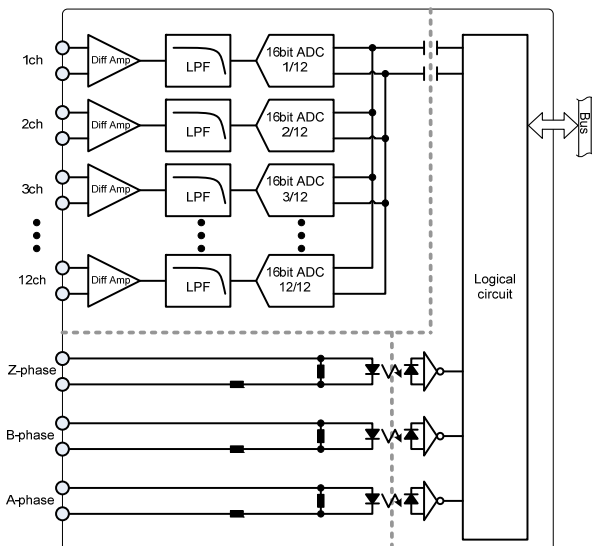 1ch
Diff Amp
LPF
16bit ADC
1/12
2ch
Diff Amp
LPF
16bit ADC
2/12
3ch
Diff Amp
LPF
16bit ADC
3/12
12ch
Diff Amp
LPF
16bit ADC
12/12
Logical
circuit
Bus
Z-phase
B-phase
A-phase